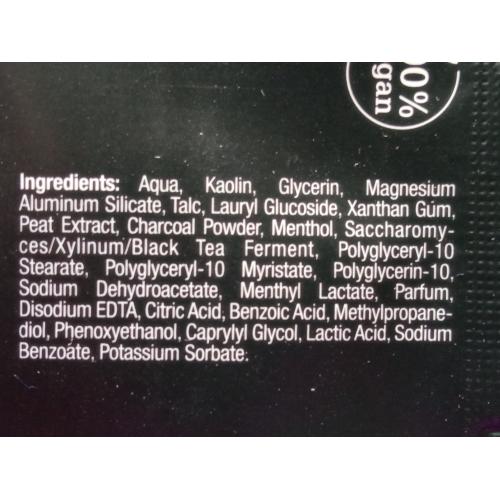 100%
vegan
Ingredients: Aqua, Kaolin, Glycerin, Magnesium
Aluminum Silicate, Talc, Lauryl Glucoside, Xanthan Gum,
Peat Extract, Charcoal Powder, Menthol, Saccharomy-
ces/Xylinum/Black Tea Ferment, Polyglyceryl-10
Stearate, Polyglyceryl-10 Myristate, Polyglycerin-10,
Sodium Dehydroacetate, Menthyl Lactate, Parfum,
Disodium EDTA, Citric Acid, Benzoic Acid, Methylpropane-
diol, Phenoxyethanol, Caprylyl Glycol, Lactic Acid, Sodium
Benzoate, Potassium Sorbate.